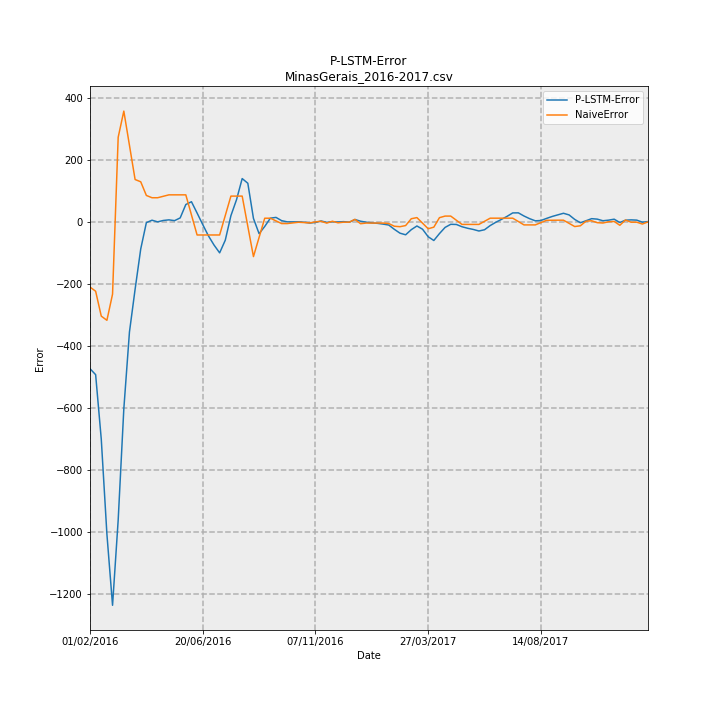 P-LSTM-Error
MinasGerais_2016-2017.csv
P-LSTM-Error
NaiveError
400
200
0
−200
−400
−600
−800
−1000
−1200
Error
01/02/2016
20/06/2016
07/11/2016
27/03/2017
14/08/2017
Date